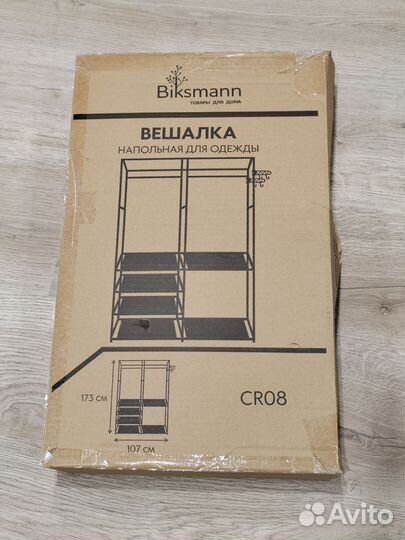 Biksmann
ТОВАРЫ ДЛЯ ДОМА
ВЕШАЛКА
НАПОЛЬНАЯ ДЛЯ ОДЕЖДЫ
173 СМ
107 СМ
CR08
Avito